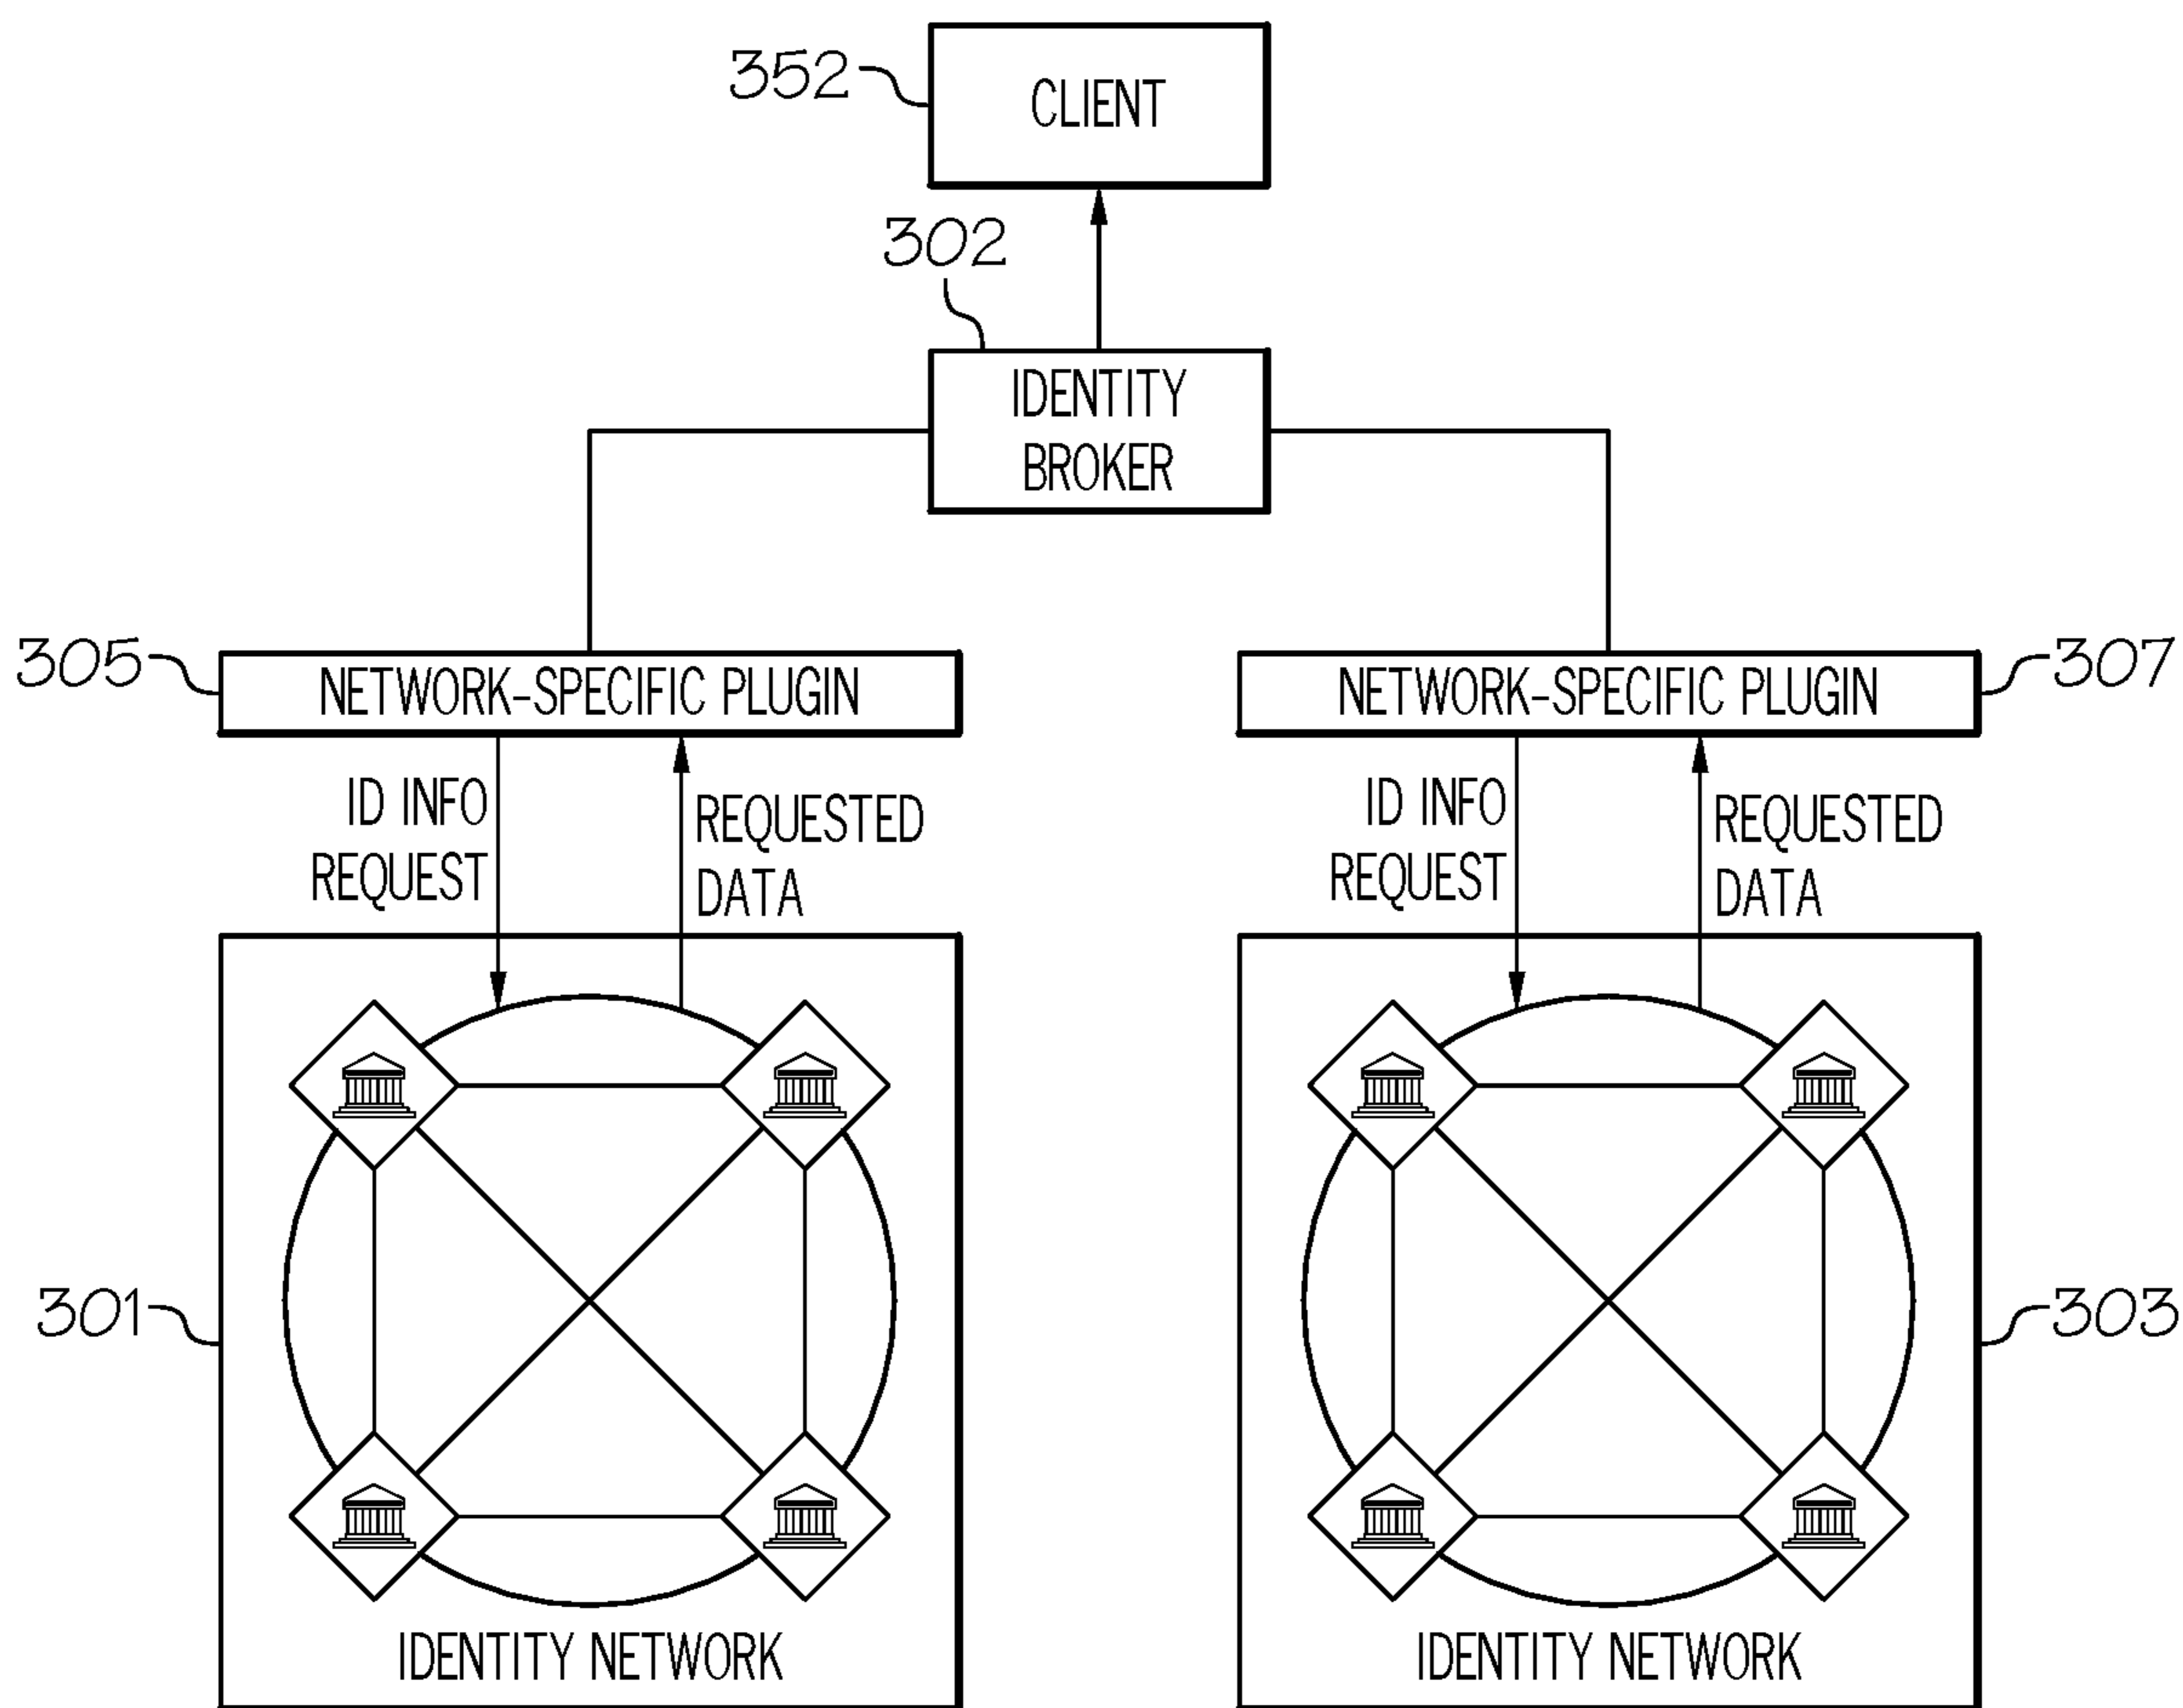 352
CLIENT
302
IDENTITY
BROKER
305
NETWORK-SPECIFIC PLUGIN
NETWORK-SPECIFIC PLUGIN
307
ID INFO
REQUEST
REQUESTED
DATA
ID INFO
REQUEST
REQUESTED
DATA
301
303
IDENTITY NETWORK
IDENTITY NETWORK